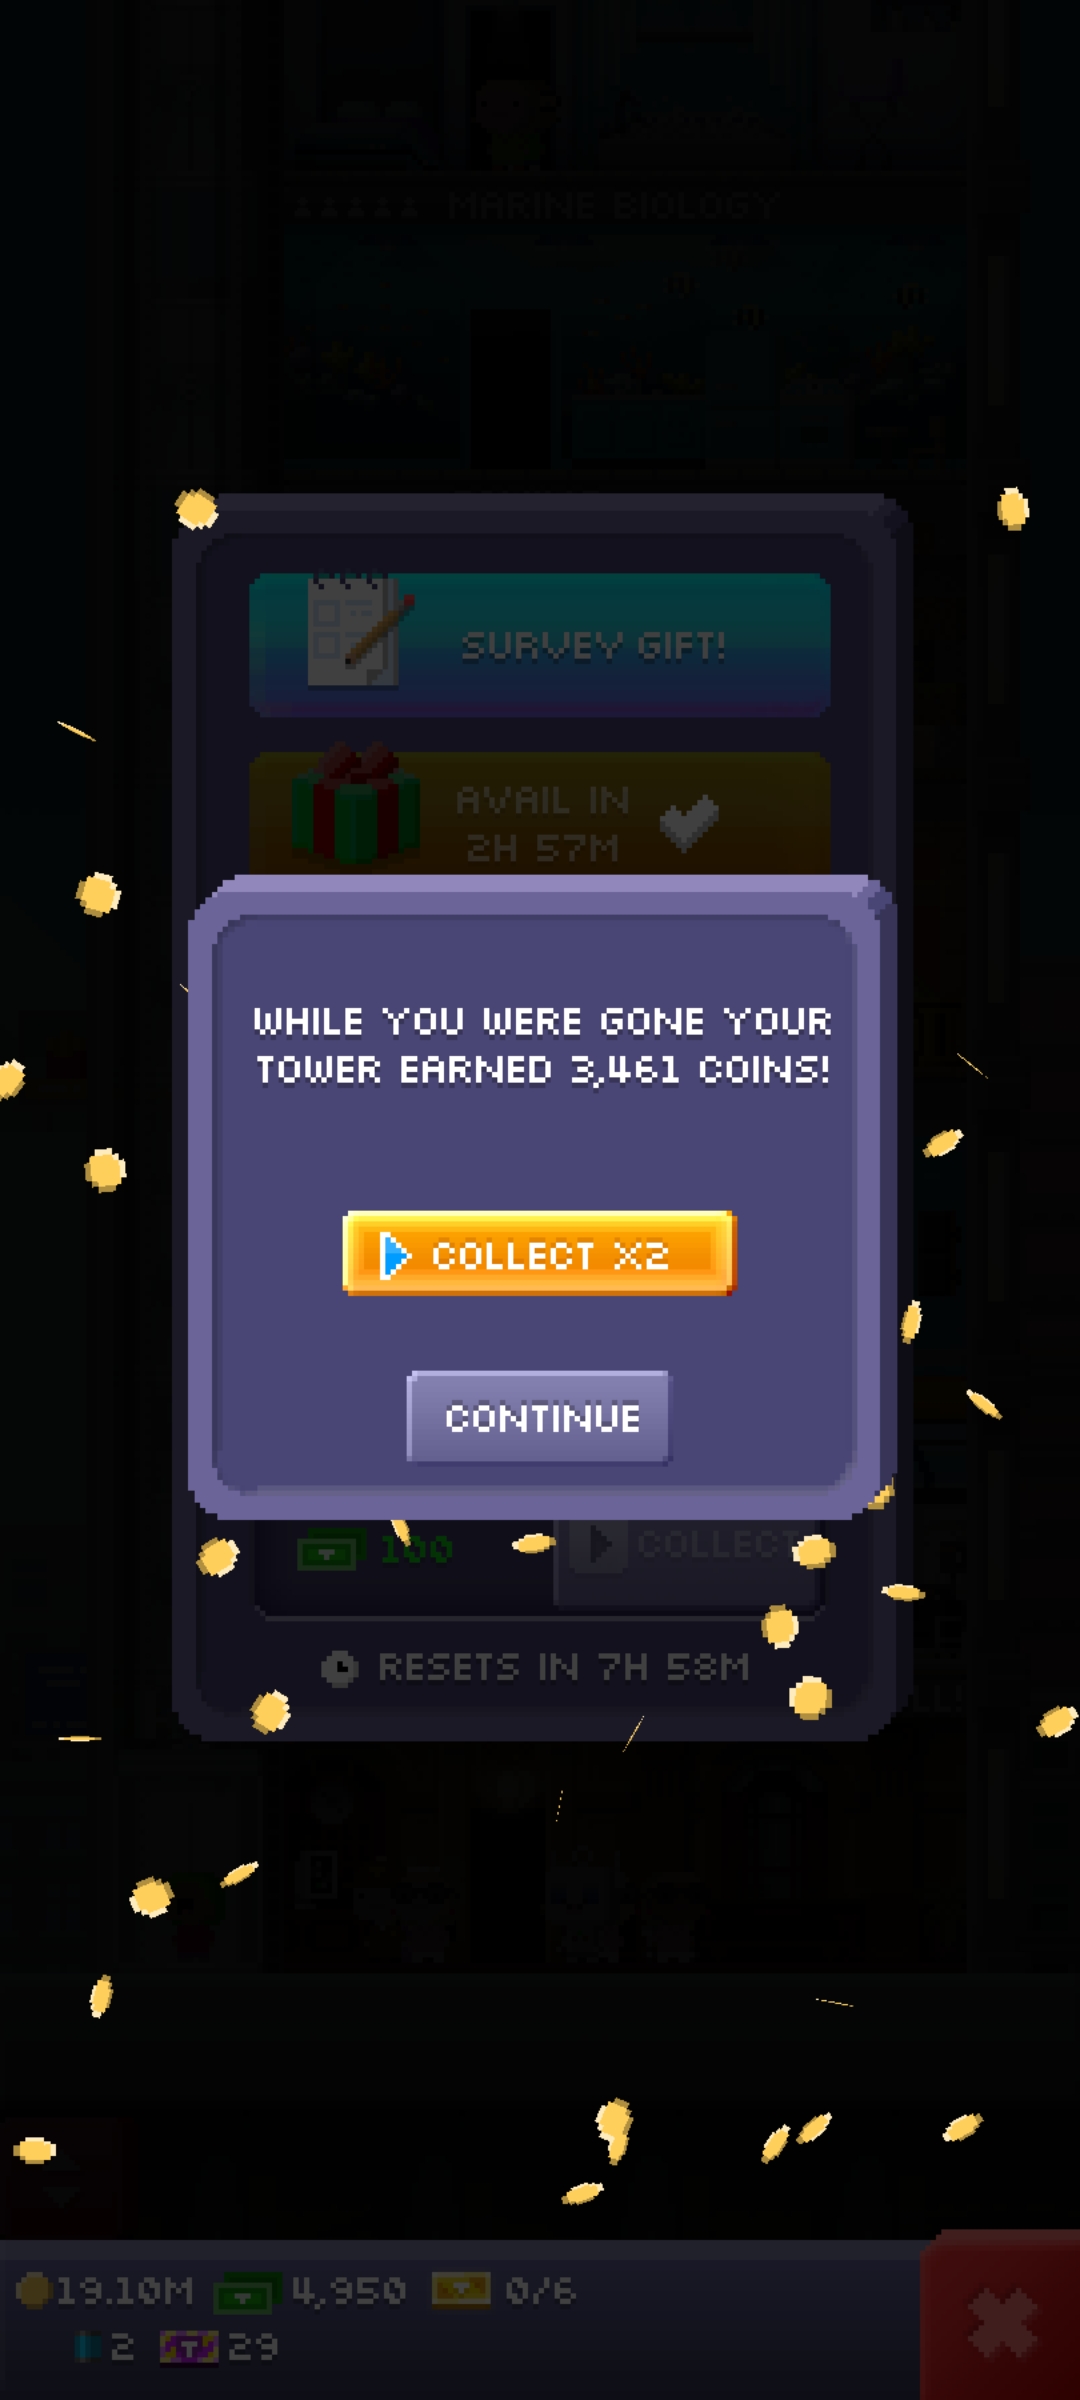 MARINE BIOLOGY
SURVEY GIFT!
AVAIL IN
2H 57M
WHILE YOU WERE GONE YOUR
TOWER EARNED 3,461 COINS!
COLLECT X2
CONTINUE
100
COLLECT
RESETS IN 7H 58M
19.10M 4,950 0/6
2 29